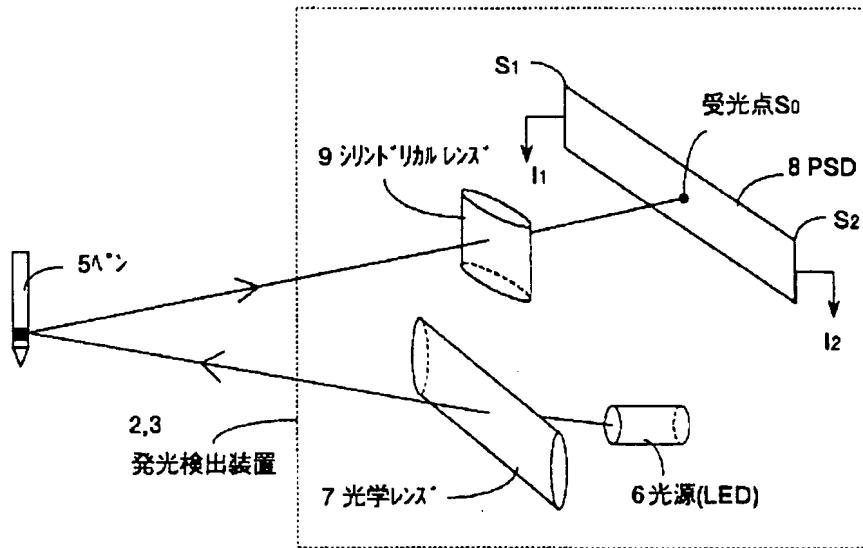 S1
受光点S0
9 シリンドリカル レンズ
I1
8 PSD
S2
5ペン
I2
2,3
発光検出装置
7 光学レンズ
6 光源(LED)